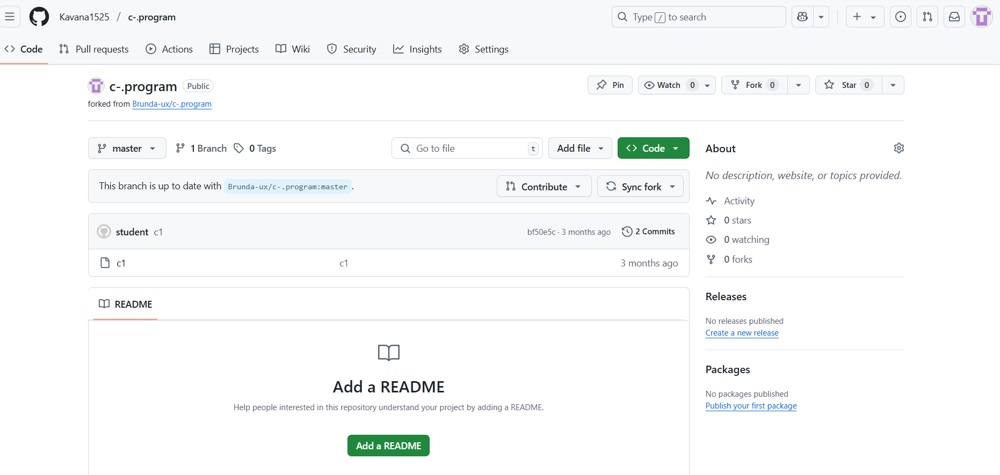 Kavana1525 / c-.program
Type / to search
Code Pull requests Actions Projects Wiki Security Insights Settings
c-.program Public
Pin Watch 0 Fork 0 Star 0
forked from Brunda-ux/c-.program
master 1 Branch 0 Tags Go to file t Add file Code
This branch is up to date with Brunda-ux/c-.program:master .
Contribute Sync fork
student c1 bf50e5c · 3 months ago 2 Commits
c1 c1 3 months ago
README
Add a README
Help people interested in this repository understand your project by adding a README.
Add a README
About
No description, website, or topics provided.
Activity
0 stars
0 watching
0 forks
Releases
No releases published
Create a new release
Packages
No packages published
Publish your first package